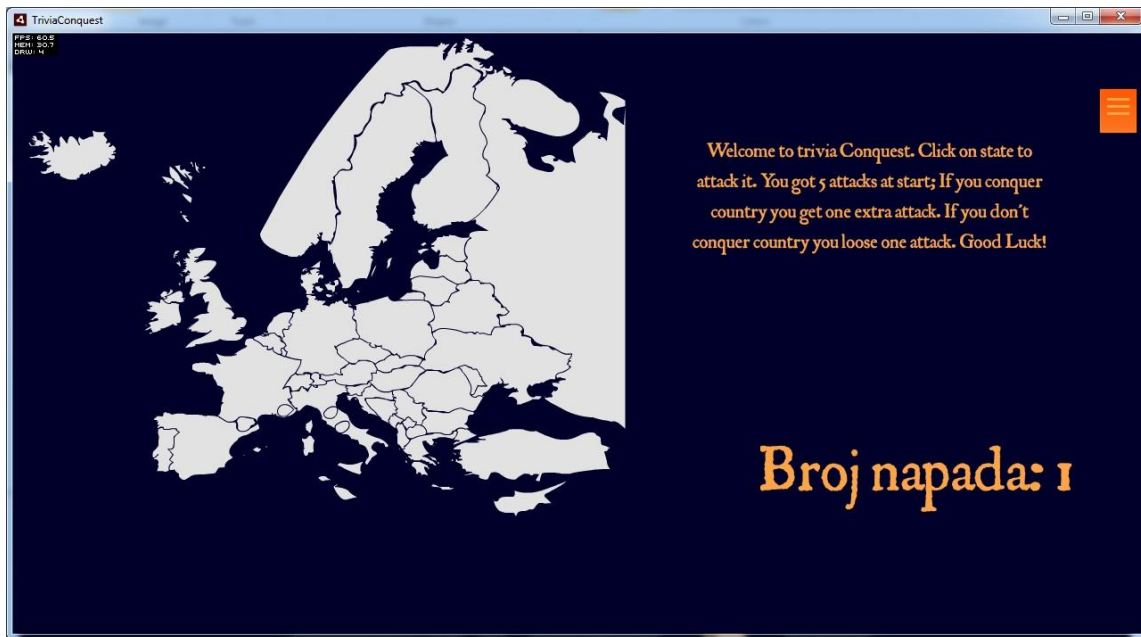 TriviaConquest
FPS: 60.5
MEM: 30.7
DRW: 4
Welcome to trivia Conquest. Click on state to
attack it. You got 5 attacks at start; If you conquer
country you get one extra attack. If you don´t
conquer country you loose one attack. Good Luck!
Broj napada: 1